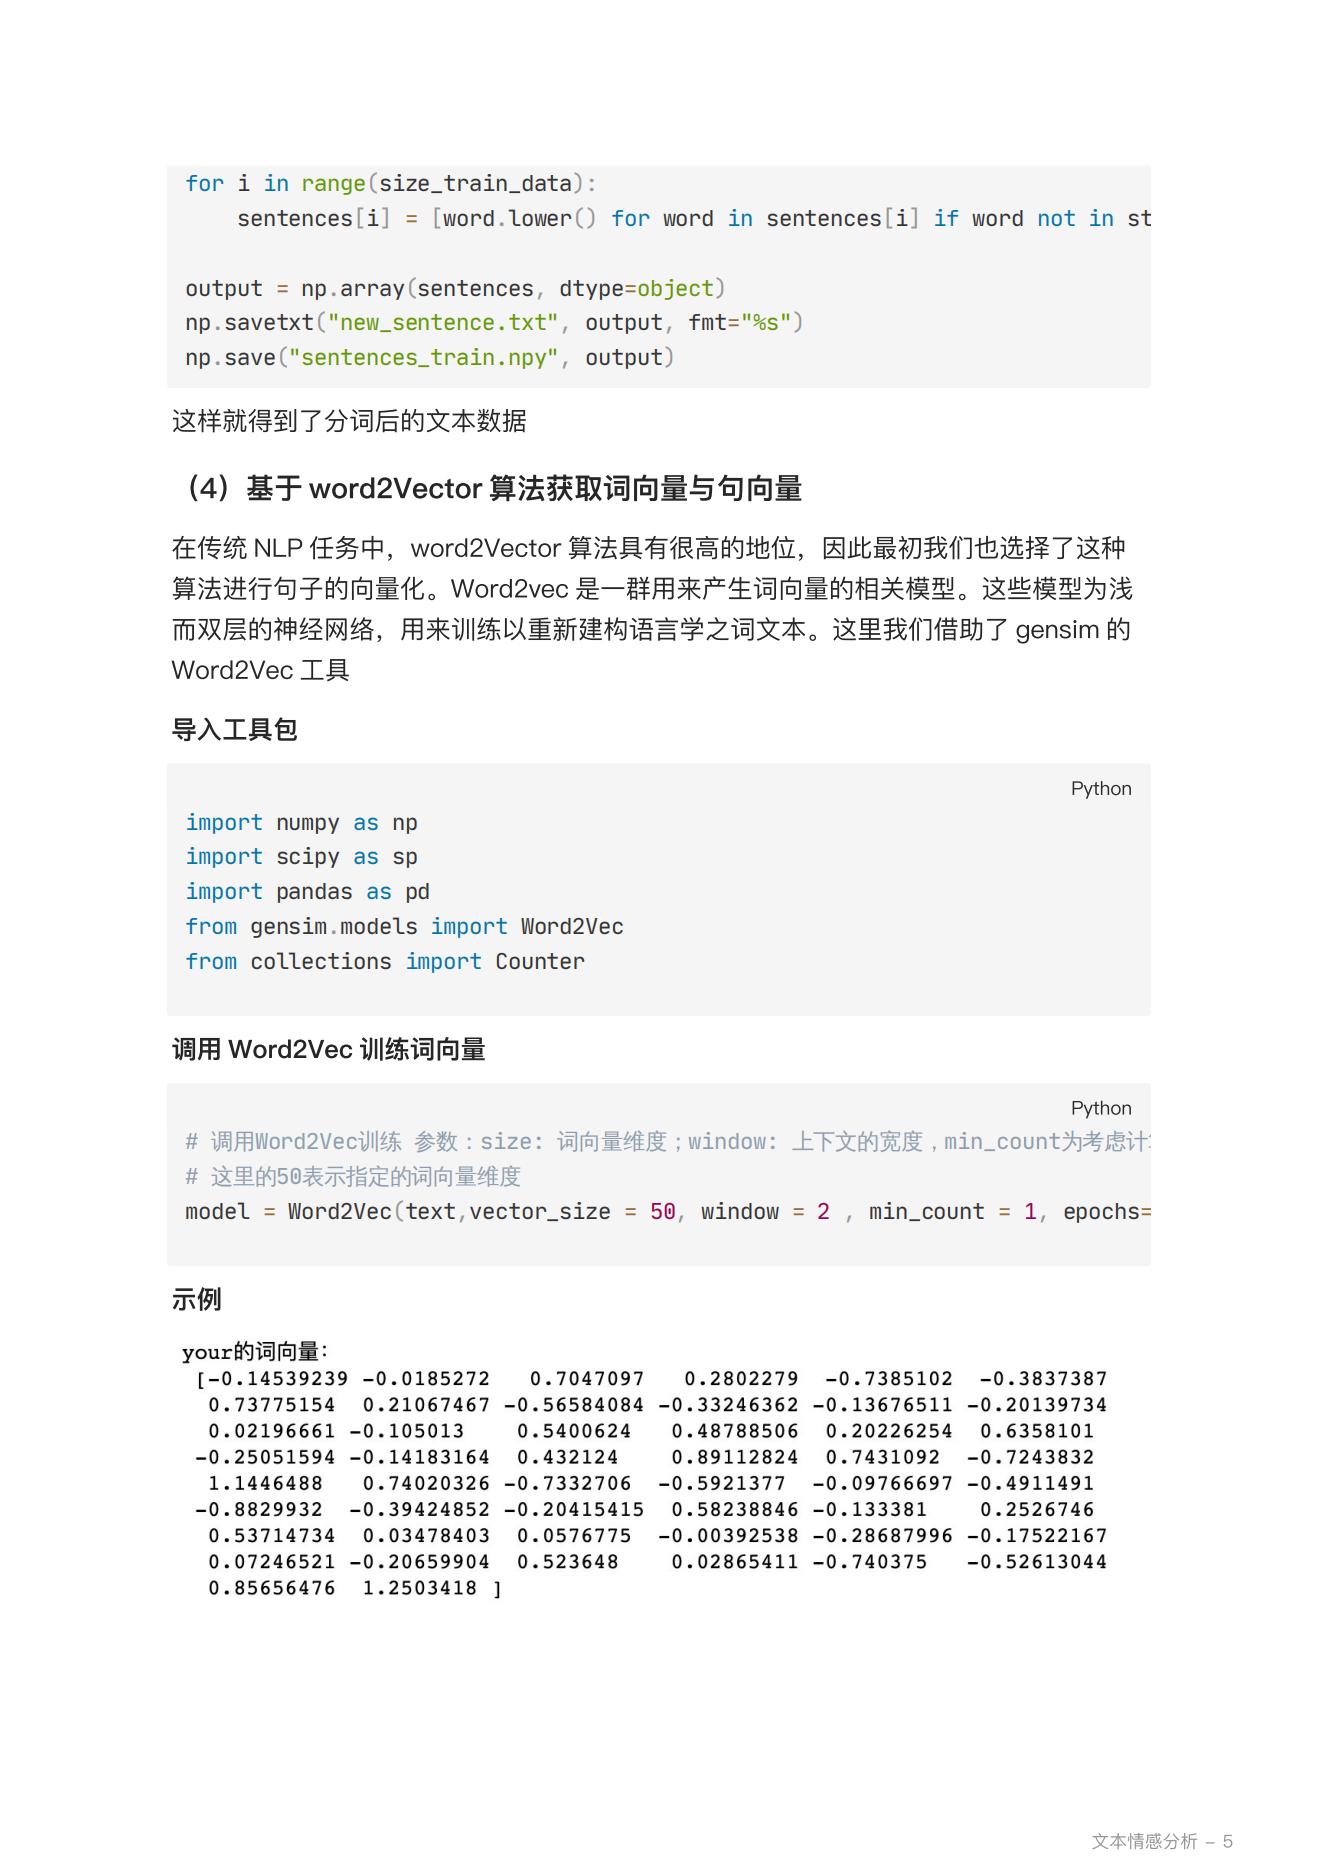 for i in range(size_train_data):
    sentences[i] = [word.lower() for word in sentences[i] if word not in st
output = np.array(sentences, dtype=object)
np.savetxt("new_sentence.txt", output, fmt="%s")
np.save("sentences_train.npy", output)
这样就得到了分词后的文本数据
（4）基于 word2Vector 算法获取词向量与句向量
在传统 NLP 任务中，word2Vector 算法具有很高的地位，因此最初我们也选择了这种
算法进行句子的向量化。Word2vec 是一群用来产生词向量的相关模型。这些模型为浅
而双层的神经网络，用来训练以重新建构语言学之词文本。这里我们借助了 gensim 的
Word2Vec 工具
导入工具包
Python
import numpy as np
import scipy as sp
import pandas as pd
from gensim.models import Word2Vec
from collections import Counter
调用 Word2Vec 训练词向量
Python
# 调用Word2Vec训练 参数：size: 词向量维度；window: 上下文的宽度，min_count为考虑计
# 这里的50表示指定的词向量维度
model = Word2Vec(text,vector_size = 50, window = 2 , min_count = 1, epochs=
示例
your的词向量:
[-0.14539239 -0.0185272   0.7047097   0.2802279  -0.7385102  -0.3837387
0.73775154  0.21067467 -0.56584084 -0.33246362 -0.13676511 -0.20139734
0.02196661 -0.105013    0.5400624   0.48788506  0.20226254  0.6358101
-0.25051594 -0.14183164  0.432124    0.89112824  0.7431092  -0.7243832
1.1446488   0.74020326 -0.7332706  -0.5921377  -0.09766697 -0.4911491
-0.8829932  -0.39424852 -0.20415415  0.58238846 -0.133381    0.2526746
0.53714734  0.03478403  0.0576775  -0.00392538 -0.28687996 -0.17522167
0.07246521 -0.20659904  0.523648    0.02865411 -0.740375   -0.52613044
0.85656476  1.2503418 ]
文本情感分析 – 5